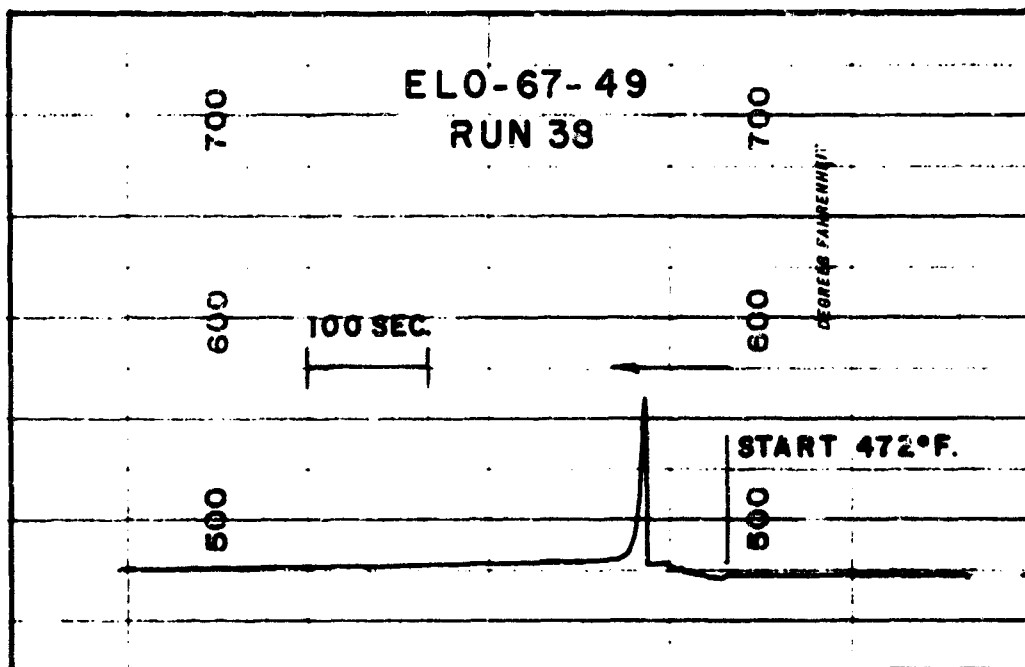 ELO-67-49
RUN 38
700
700
DEGREES FAHRENHEIT
600
600
100 SEC.
START 472°F.
500
500